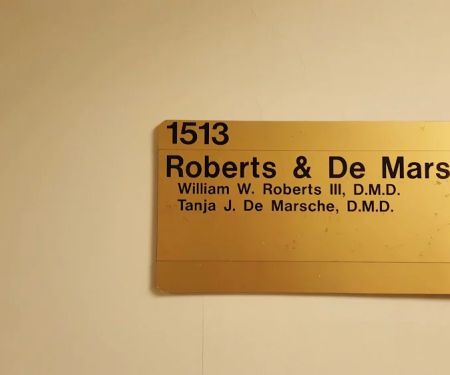 1513
Roberts & De Mars
William W. Roberts III, D.M.D.
Tanja J. De Marsche, D.M.D.